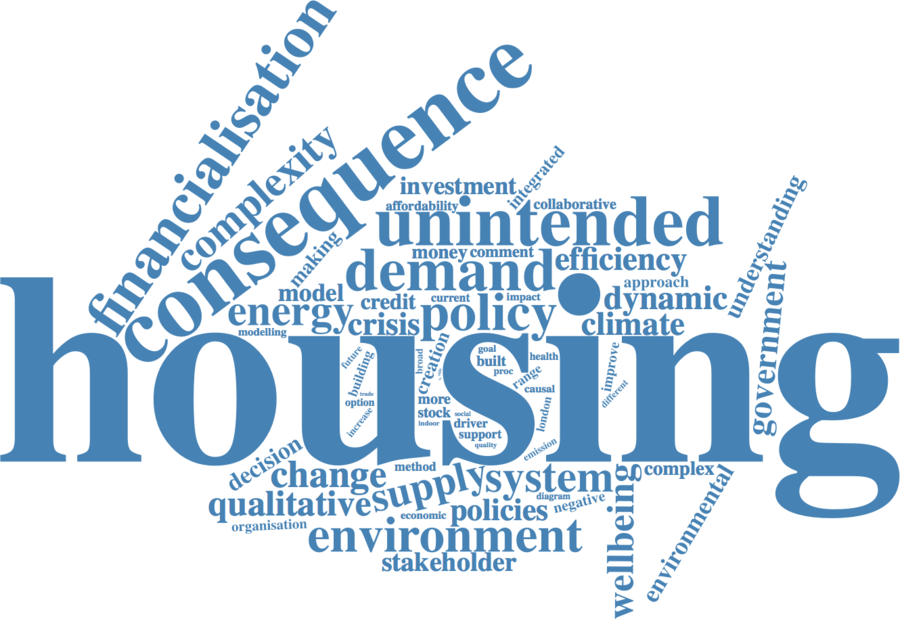 financialisation
consequence
complexity
integrated
investment
affordability
collaborative
unintended
understanding
making
money
comment
demand
efficiency
model
credit
current
impact
approach
dynamic
energy
crisis
policy
climate
modelling
government
housing
future
building
trade
option
increase
broad
creation
goal
built
proc
health
range
causal
improve
different
more
stock
social
indoor
driver
support
quality
london
emission
decision
change
method
supply
system
complex
qualitative
organisation
economic
policies
diagram
negative
environment
stakeholder
wellbeing
environmental